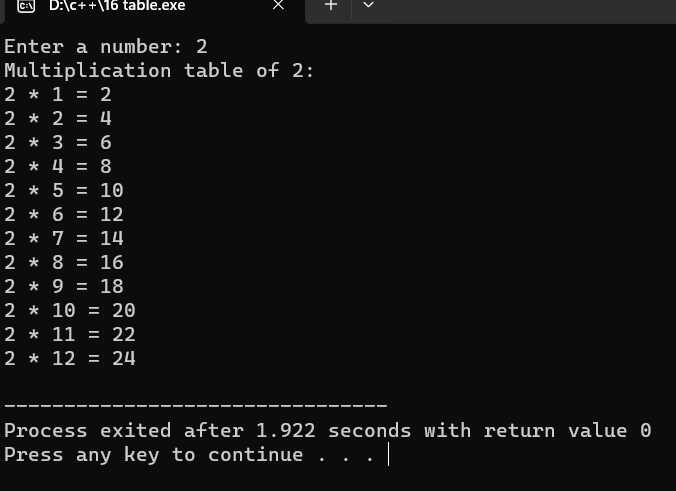 D:\c++\16 table.exe
Enter a number: 2
Multiplication table of 2:
2 * 1 = 2
2 * 2 = 4
2 * 3 = 6
2 * 4 = 8
2 * 5 = 10
2 * 6 = 12
2 * 7 = 14
2 * 8 = 16
2 * 9 = 18
2 * 10 = 20
2 * 11 = 22
2 * 12 = 24
--------------------------------
Process exited after 1.922 seconds with return value 0
Press any key to continue . . .